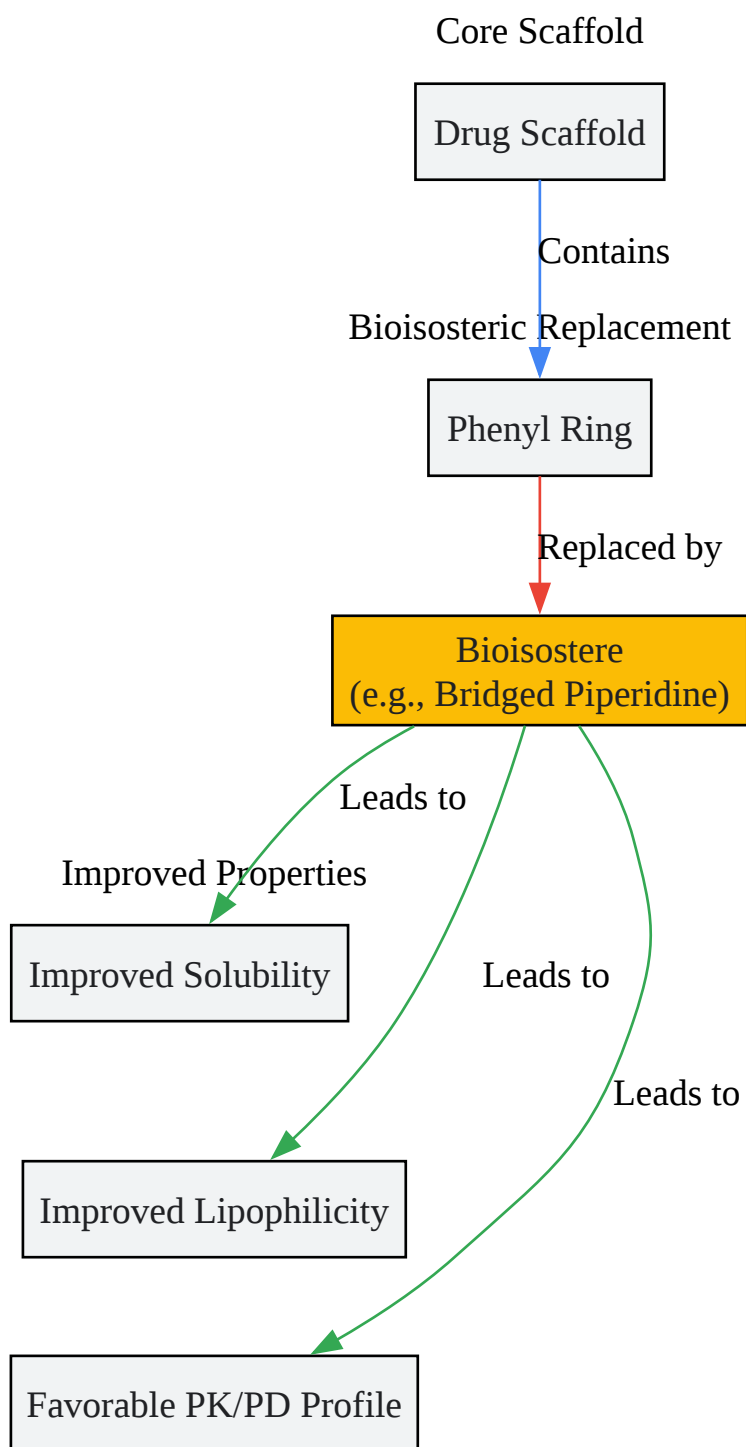 Core Scaffold
Drug Scaffold
Contains
Bioisosteric Replacement
Phenyl Ring
Replaced by
Bioisostere
(e.g., Bridged Piperidine)
Leads to
Improved Properties
Improved Solubility
Leads to
Leads to
Improved Lipophilicity
Favorable PK/PD Profile